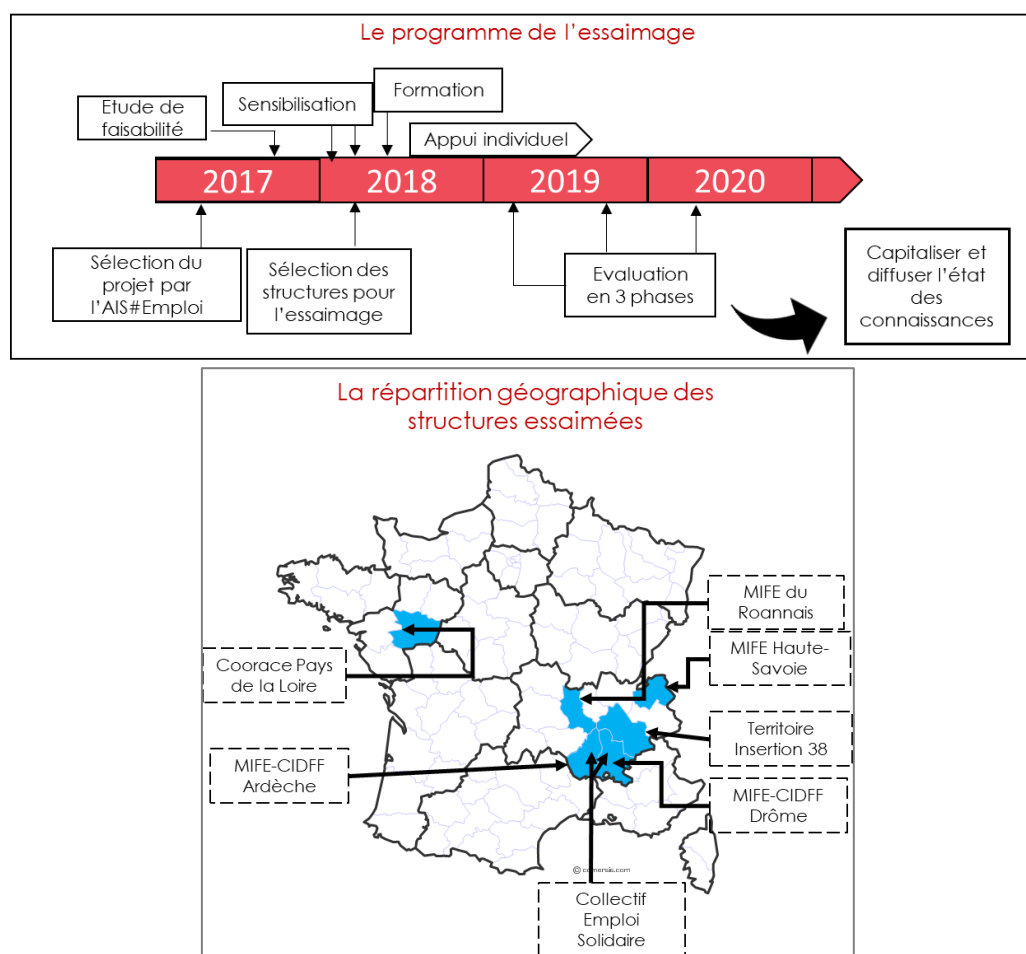 Le programme de l'essaimage
Etude de
faisabilité
Sensibilisation
Formation
Appui individuel
2017
2018
2019
2020
Sélection du
projet par
l'AIS#Emploi
Sélection des
structures pour
l'essaimage
Evaluation
en 3 phases
Capitaliser et
diffuser l'état
des
connaissances
La répartition géographique des
structures essaimées
MIFE du
Roannais
MIFE Haute-
Savoie
Coorace Pays
de la Loire
Territoire
Insertion 38
MIFE-CIDFF
Ardèche
MIFE-CIDFF
Drôme
© comersis.com
Collectif
Emploi
Solidaire